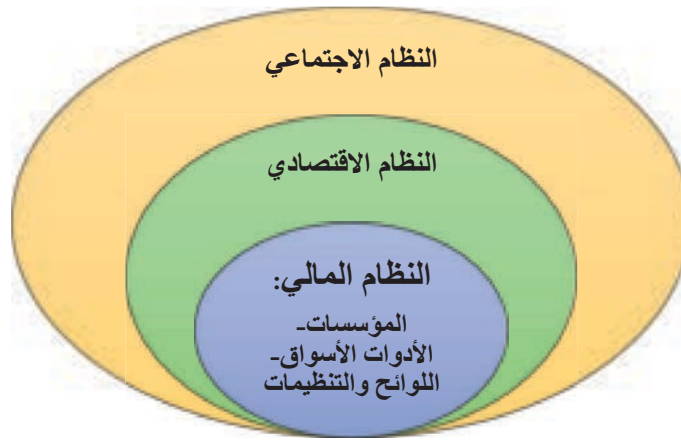 النظام الاجتماعي
النظام الاقتصادي
النظام المالي:
المؤسسات-
الأدوات الأسواق-
اللوائح والتنظيمات